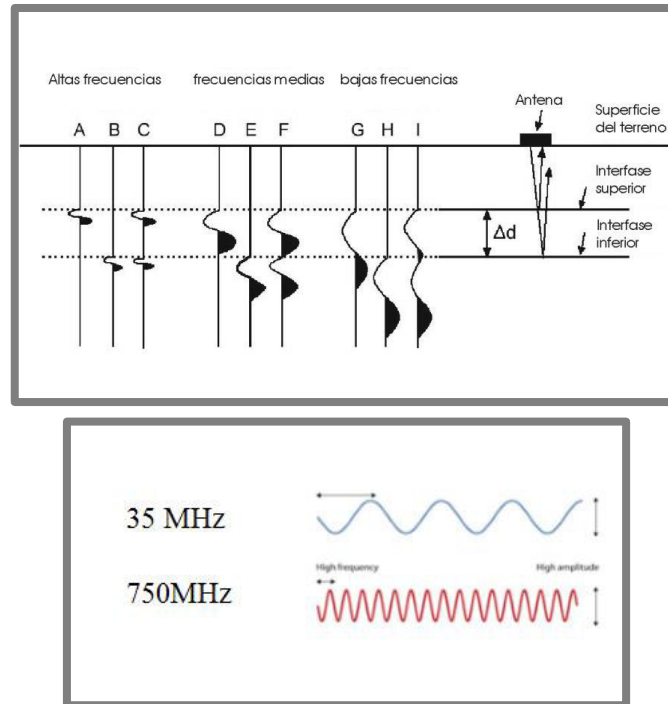 Altas frecuencias frecuencias medias bajas frecuencias
Antena
Superficie
del terreno
A B C D E F G H I
Interfase
superior
Δd
Interfase
inferior
35 MHz
High frequency High amplitude
750MHz